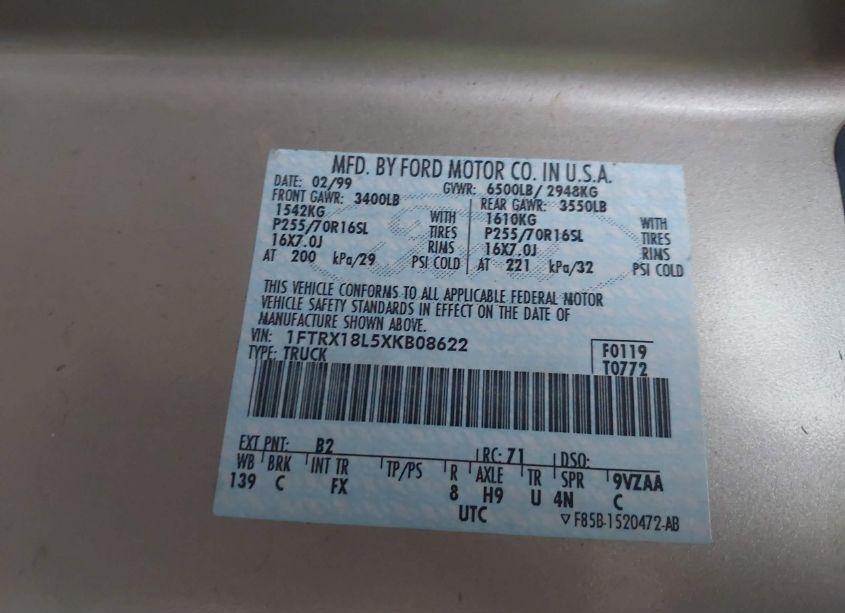 MFD. BY FORD MOTOR CO. IN U.S.A.
DATE: 02/99 GVWR: 6500LB/ 2948KG
FRONT GAWR: 3400LB REAR GAWR: 3550LB
1542KG WITH 1610KG WITH
P255/70R16SL TIRES P255/70R16SL TIRES
16X7.0J RIMS 16X7.0J RIMS
AT 200 kPa/29 PSI COLD AT 221 kPa/32 PSI COLD
THIS VEHICLE CONFORMS TO ALL APPLICABLE FEDERAL MOTOR
VEHICLE SAFETY STANDARDS IN EFFECT ON THE DATE OF
MANUFACTURE SHOWN ABOVE.
VIN: 1FTRX18L5XKB08622 F0119
TYPE: TRUCK T0772
EXT PNT: B2 RC: 71 DSO:
WB BRK INT TR TP/PS R AXLE TR SPR 9VZAA
139 C FX 8 H9 U 4N C
UTC ▽ F85B-1520472-AB